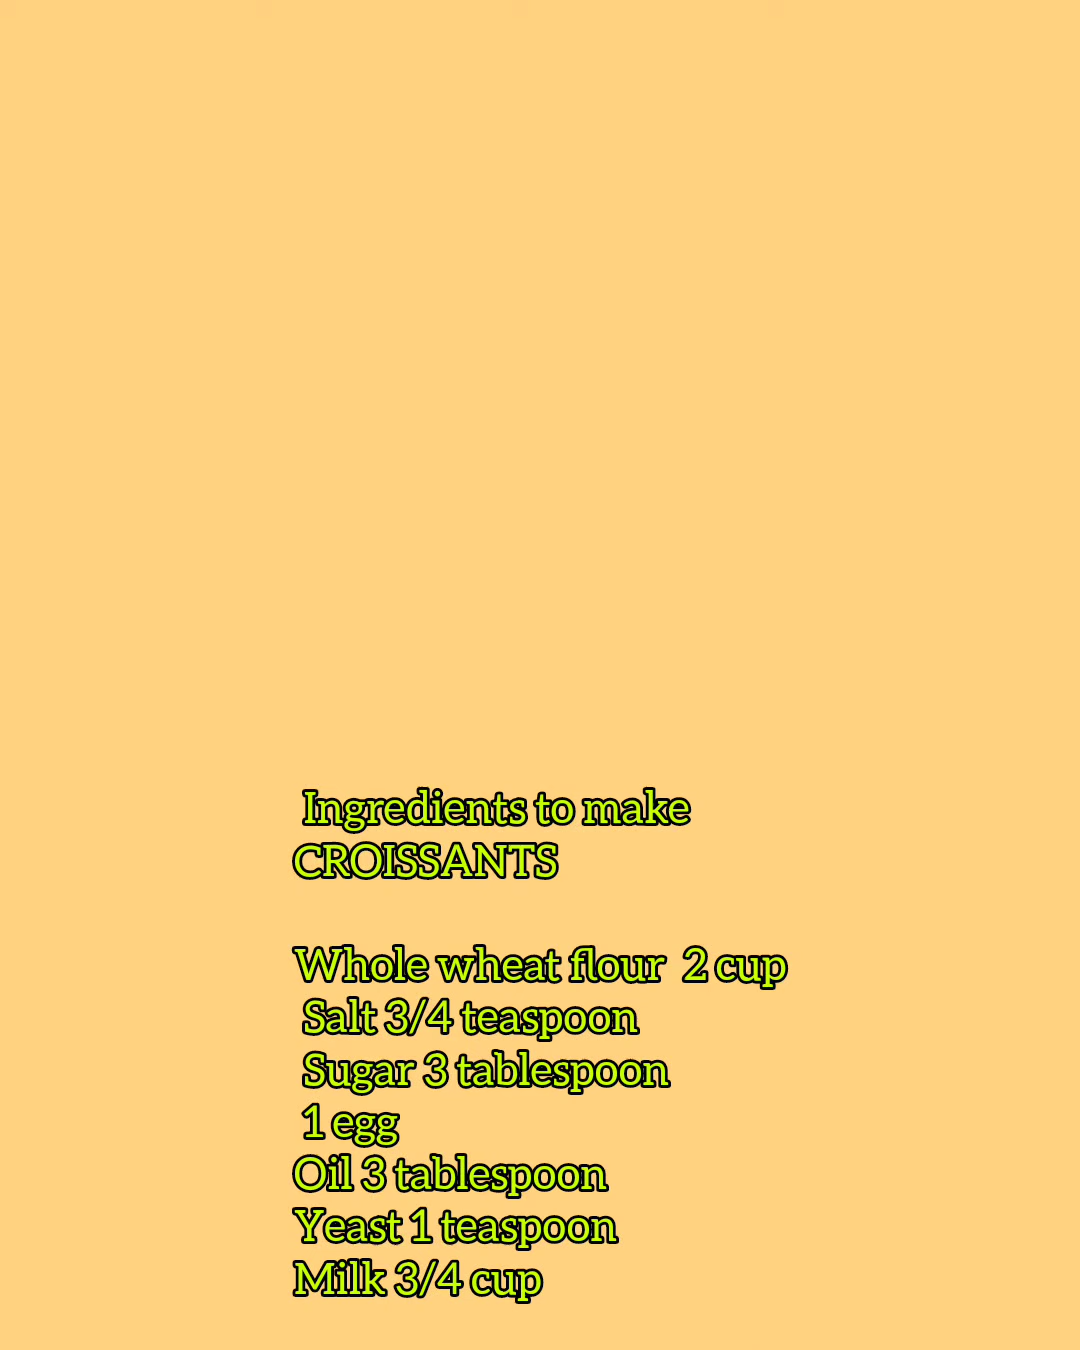 Ingredients to make
CROISSANTS
Whole wheat flour 2 cup
Salt 3/4 teaspoon
Sugar 3 tablespoon
1 egg
Oil 3 tablespoon
Yeast 1 teaspoon
Milk 3/4 cup